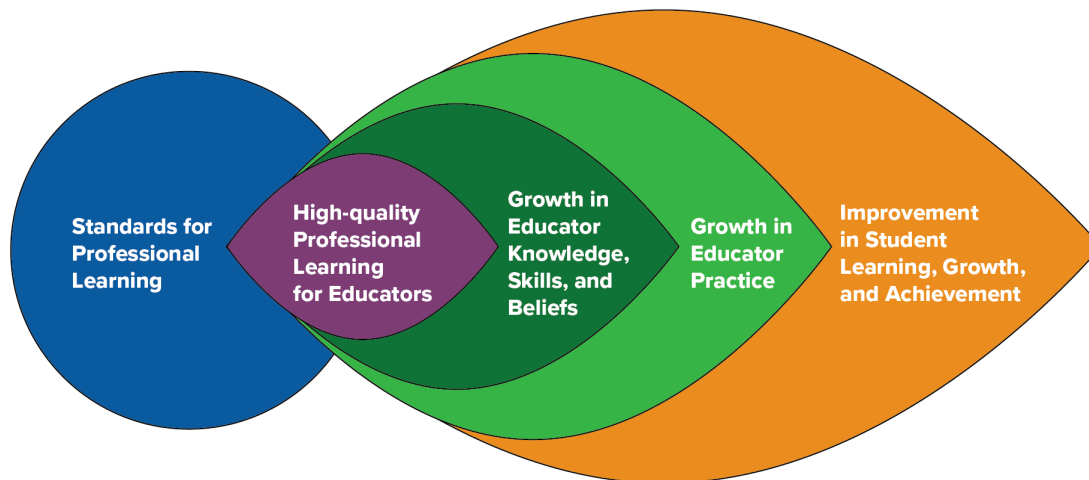 Standards for
Professional
Learning
High-quality
Professional
Learning
for Educators
Growth in
Educator
Knowledge,
Skills, and
Beliefs
Growth in
Educator
Practice
Improvement
in Student
Learning, Growth,
and Achievement